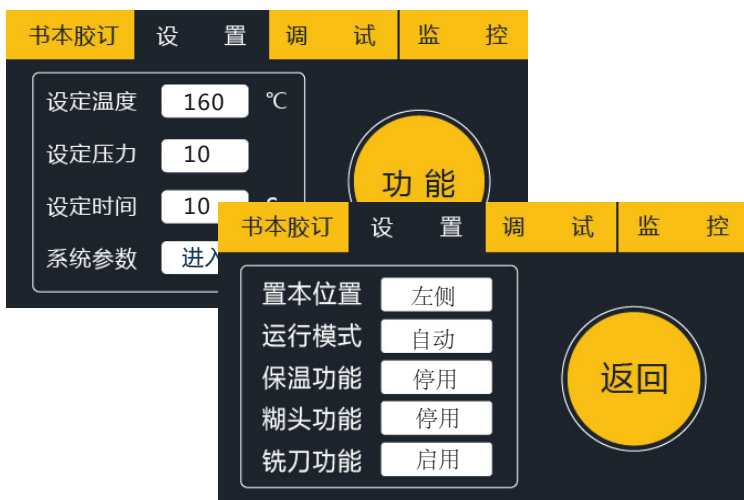 书本胶订 设 置 调 试 监 控
设定温度 160 ℃
设定压力 10
设定时间 10
系统参数 进入
功 能
书本胶订 设 置 调 试 监 控
置本位置 左侧
运行模式 自动
保温功能 停用
糊头功能 停用
铣刀功能 启用
返回